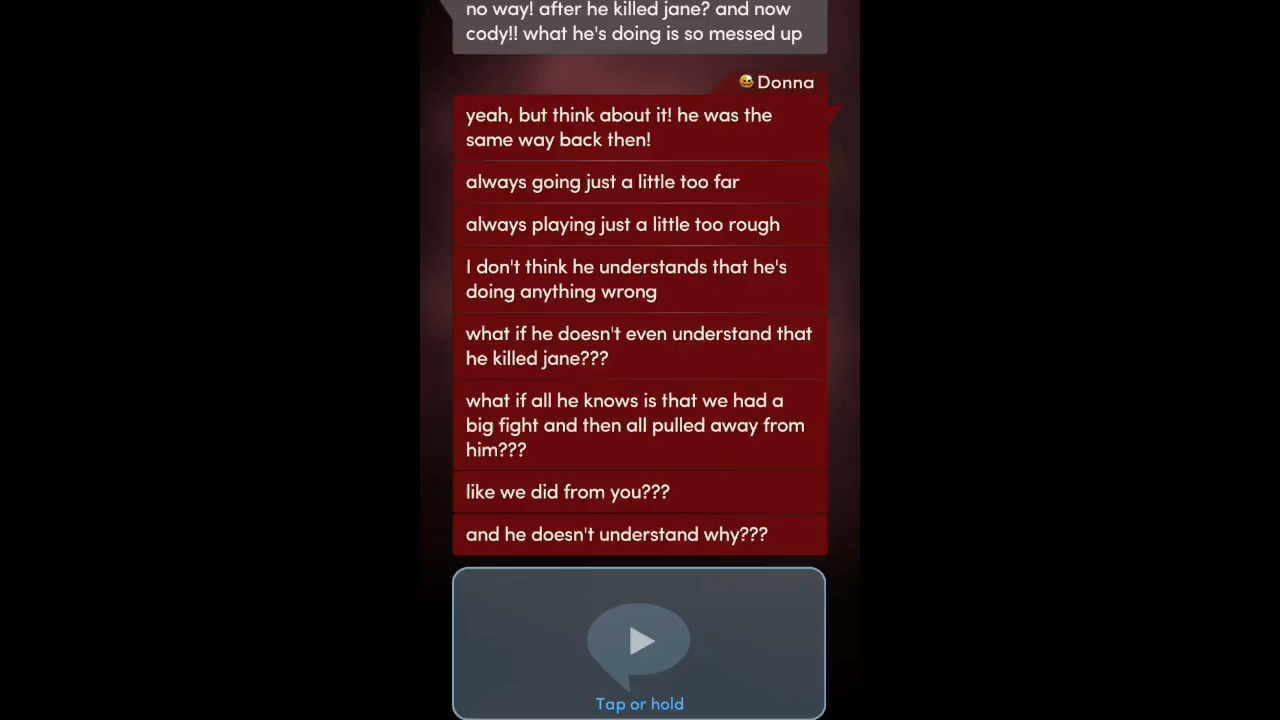 no way! after he killed jane? and now
cody!! what he's doing is so messed up
Donna
yeah, but think about it! he was the
same way back then!
always going just a little too far
always playing just a little too rough
I don't think he understands that he's
doing anything wrong
what if he doesn't even understand that
he killed jane???
what if all he knows is that we had a
big fight and then all pulled away from
him???
like we did from you???
and he doesn't understand why???
Tap or hold